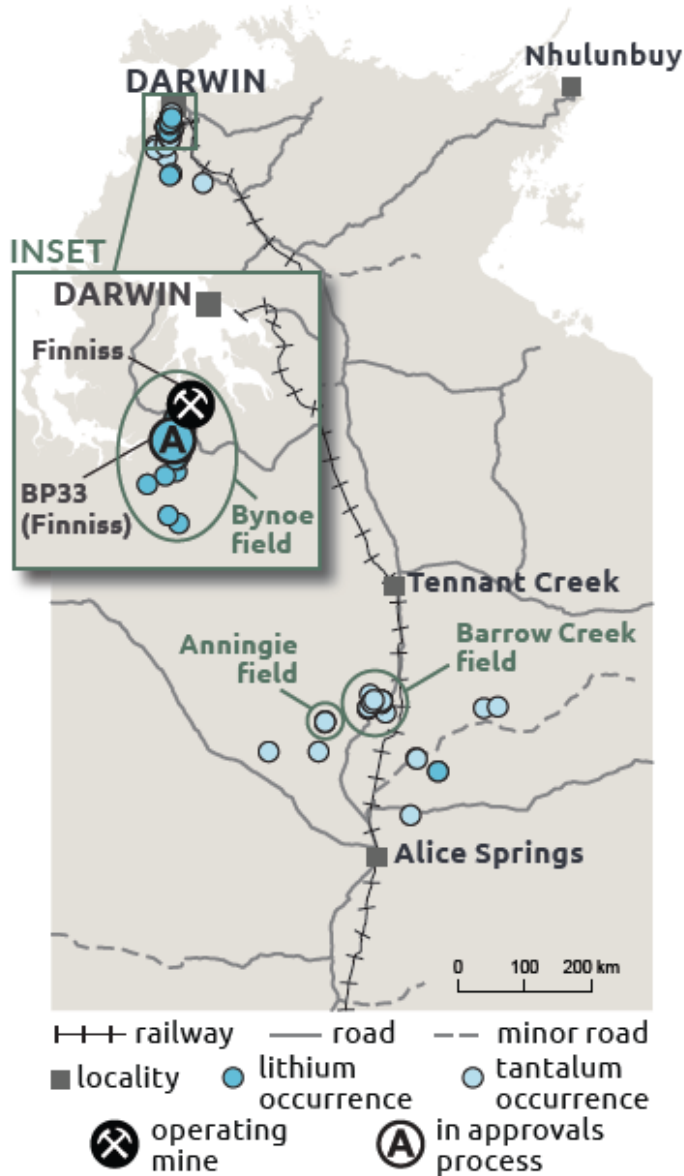 Nhulunbuy
DARWIN
INSET
DARWIN
Finniss
A
BP33
(Finniss)
Bynoe
field
Tennant Creek
Anningie
field
Barrow Creek
field
Alice Springs
0 100 200 km
railway road minor road
locality lithium
occurrence tantalum
occurrence
operating
mine A in approvals
process